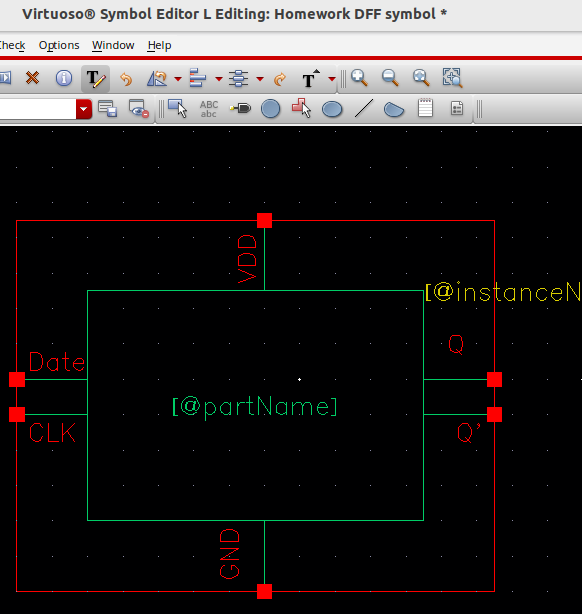 Virtuoso® Symbol Editor L Editing: Homework DFF symbol *
Check Options Window Help
T
T
ABC
abc
VDD
[@instanceN
Q
Date
[@partName]
CLK
Q'
GND